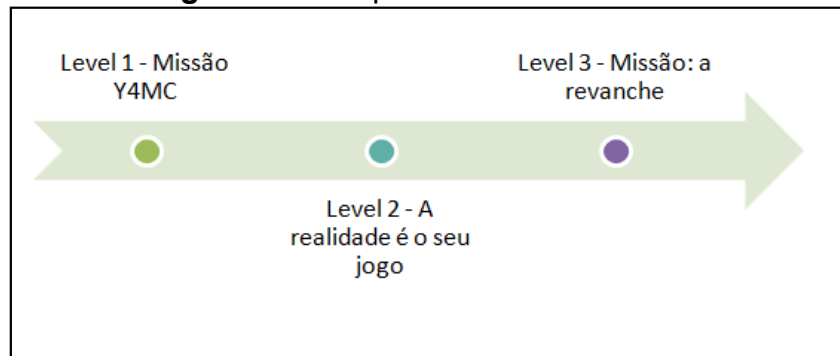 Level 1 - Missão
Y4MC
Level 2 - A
realidade é o seu
jogo
Level 3 - Missão: a
revanche